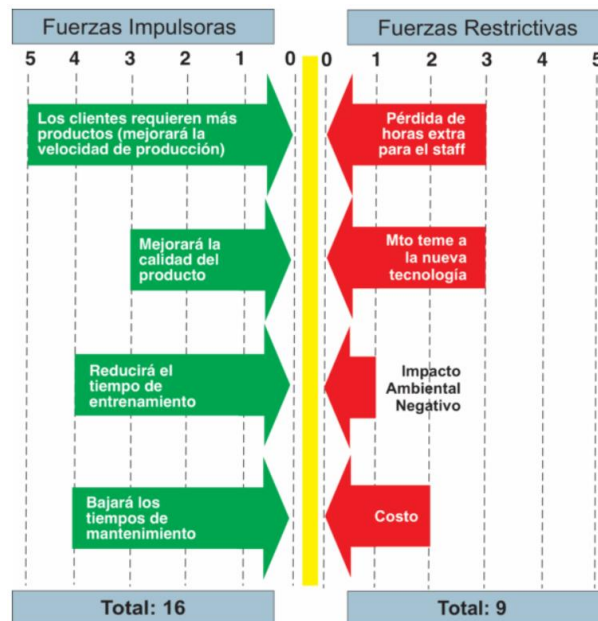 Fuerzas Impulsoras
Fuerzas Restrictivas
5 4 3 2 1 0 0 1 2 3 4 5
Los clientes requieren más
productos (mejorará la
velocidad de producción)
Pérdida de
horas extra
para el staff
Mejorará la
calidad del
producto
Mto teme a
la nueva
tecnología
Reducirá el
tiempo de
entrenamiento
Impacto
Ambiental
Negativo
Bajará los
tiempos de
mantenimiento
Costo
Total: 16
Total: 9